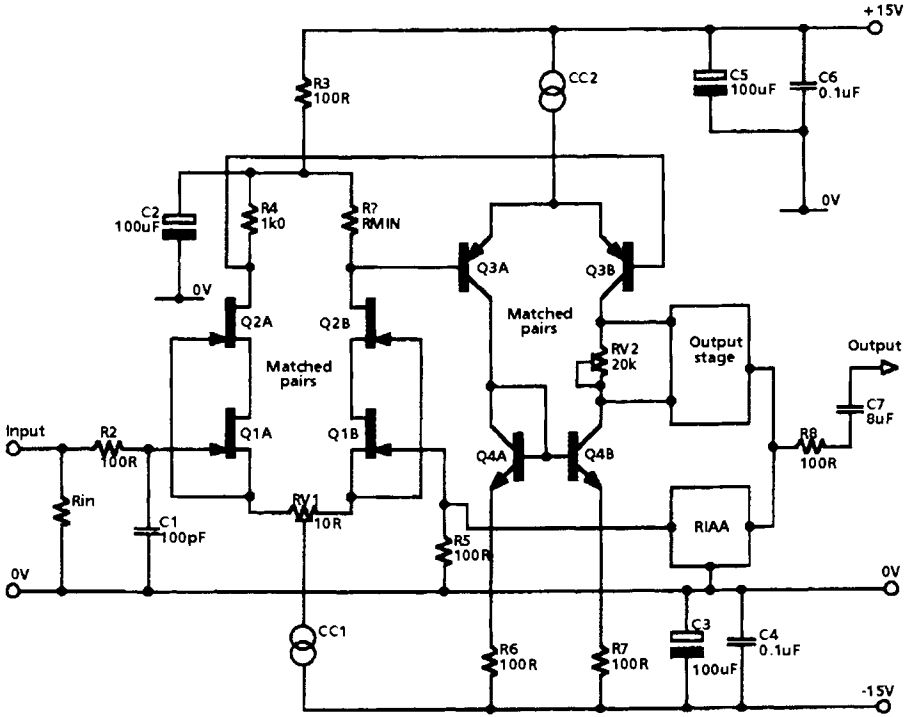 +15V
R3
100R
CC2
C5
100uF
C6
0.1uF
0V
C2
100uF
R4
1k0
R?
RMIN
0V
Q3A
Q3B
Matched
pairs
Q2A
Q2B
Matched
pairs
RV2
20k
Output
stage
Output
C7
8uF
Input
R2
100R
Q1A
Q1B
Q4A
Q4B
R8
100R
Rin
C1
100pF
RV1
10R
R5
100R
RIAA
0V
0V
CC1
R6
100R
R7
100R
C3
100uF
C4
0.1uF
-15V